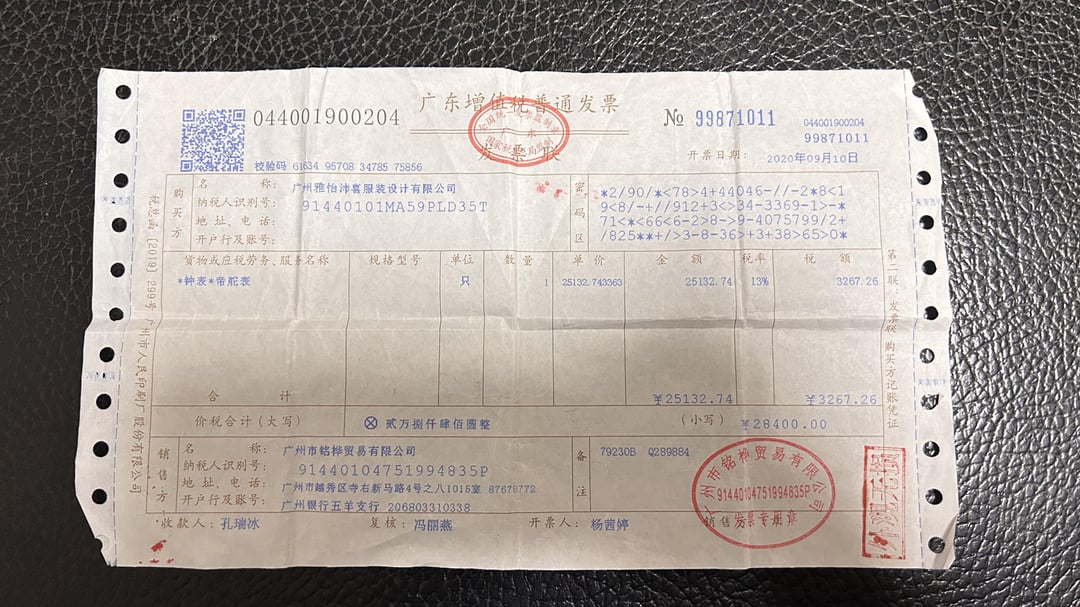 广东增值税普通发票
发票联
044001900204
№ 99871011
044001900204
99871011
校验码 61634 95708 34785 75856
开票日期: 2020年09月10日
购买方
名 称: 广州雅怡沛喜服装设计有限公司
纳税人识别号: 91440101MA59PLD35T
地 址、电 话:
开户行及账号:
密码区
*2/90/*<78>4+44046-//-2*8<1
9<8/-+//912+3<>34-3369-1>-*
71<*<66<6-2>8->9-4075799/2+
/825**+/>3-8-36>+3+38>65>0*
货物或应税劳务、服务名称 规格型号 单位 数量 单价 金额 税率 税额
*钟表*帝舵表 只 1 25132.743363 25132.74 13% 3267.26
合 计 ¥25132.74 ¥3267.26
价税合计(大写) ⊗ 贰万捌仟肆佰圆整 (小写) ¥28400.00
销售方
名 称: 广州市铭桦贸易有限公司
纳税人识别号: 91440104751994835P
地 址、电 话: 广州市越秀区寺右新马路4号之八1015室 87678772
开户行及账号: 广州银行五羊支行 206803310338
备注
79230B Q289884
收款人: 孔瑞冰 复核: 冯丽燕 开票人: 杨茜婷 销售
广州市铭桦贸易有限公司
91440104751994835P
发票专用章
税总函[2019]299号 广州市人民印刷厂股份有限公司
第二联:发票联 购买方记账凭证